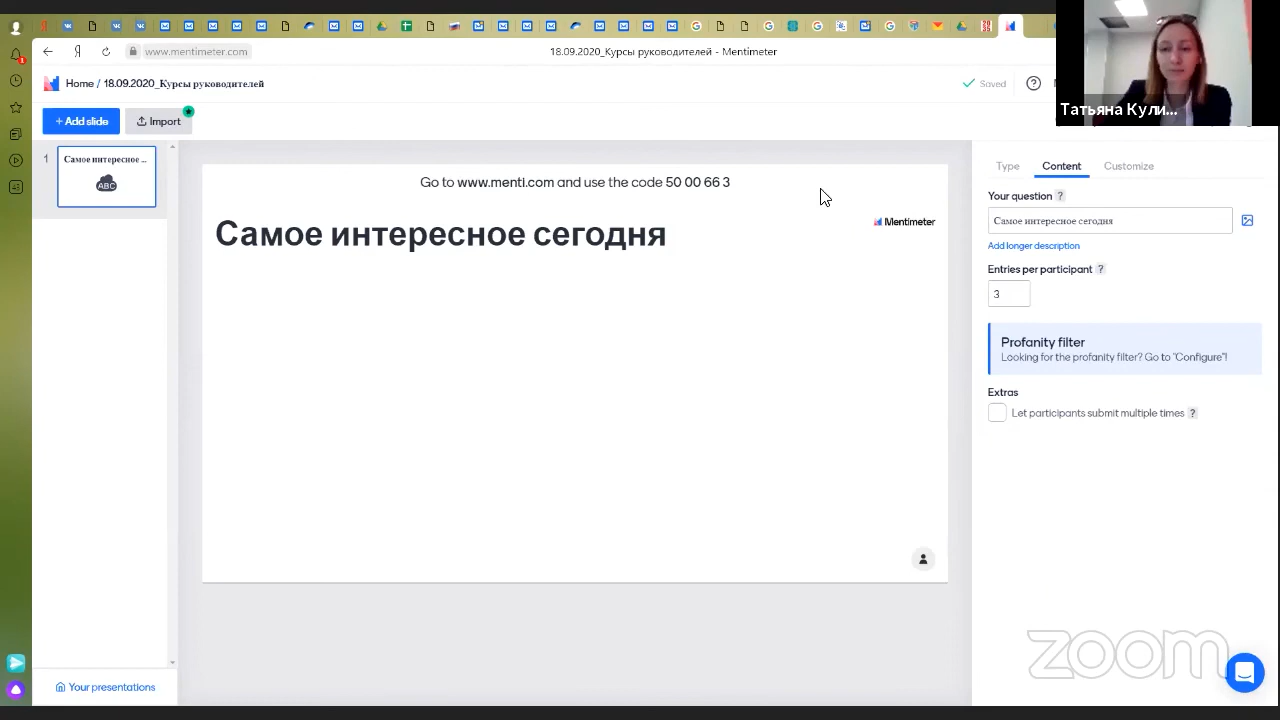 www.mentimeter.com
18.09.2020_Курсы руководителей - Mentimeter
Home / 18.09.2020_Курсы руководителей
Saved
Татьяна Кули...
+ Add slide
Import
1
Самое интересное ...
ABC
Go to www.menti.com and use the code 50 00 66 3
Mentimeter
Самое интересное сегодня
Type Content Customize
Your question ?
Самое интересное сегодня
Add longer description
Entries per participant ?
3
Profanity filter
Looking for the profanity filter? Go to "Configure"!
Extras
Let participants submit multiple times ?
zoom
Your presentations